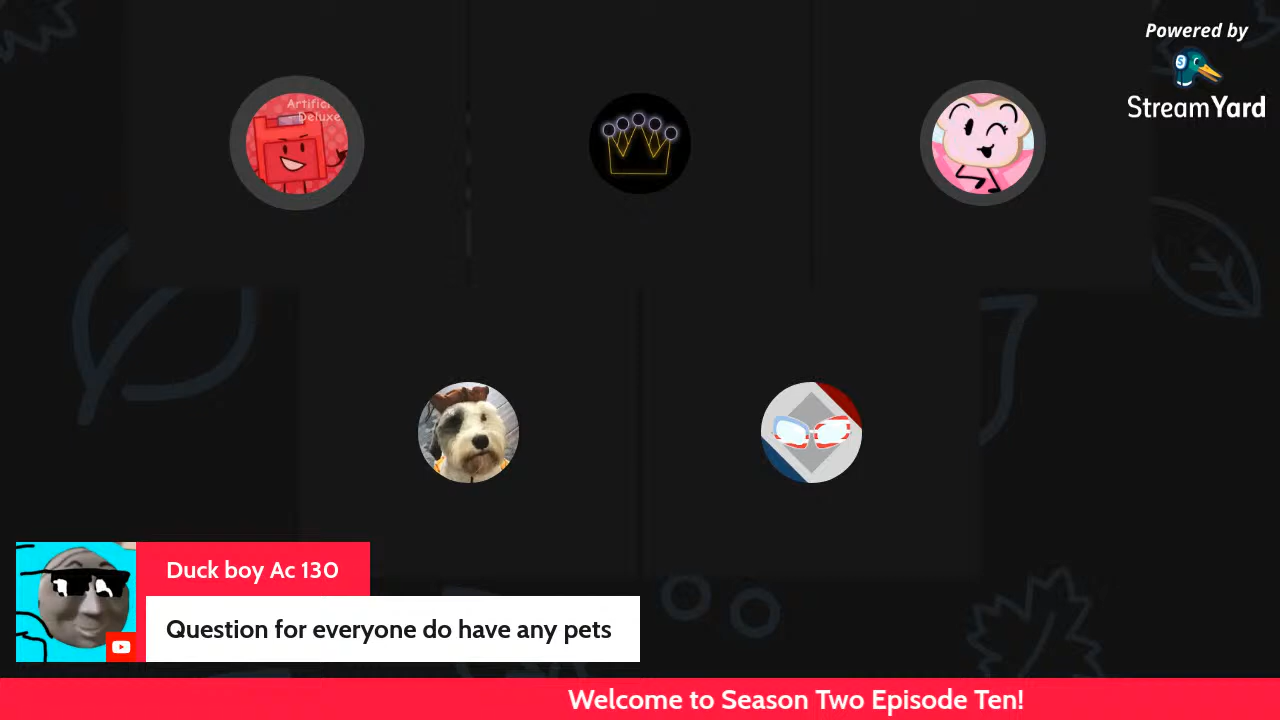 Powered by
StreamYard
Deluxe
Duck boy Ac 130
Question for everyone do have any pets
Welcome to Season Two Episode Ten!